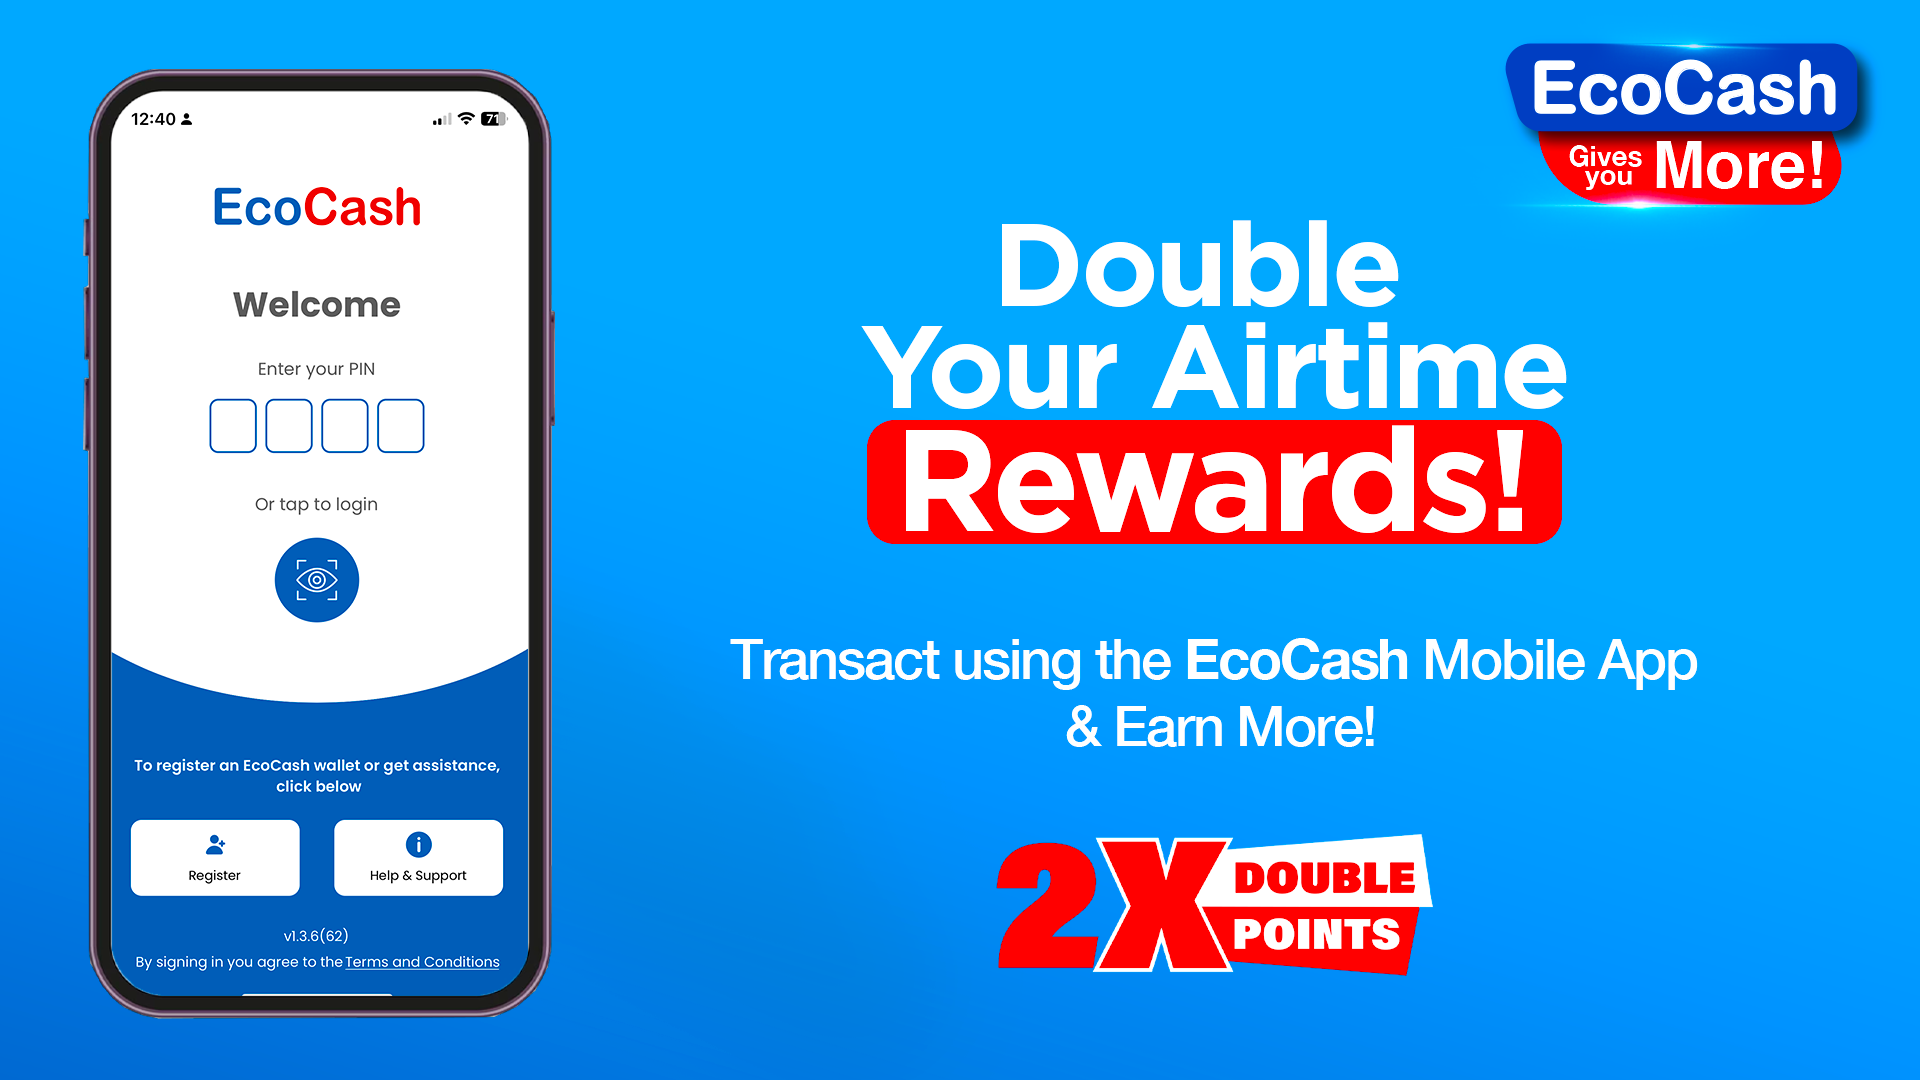 12:40
71
EcoCash
Welcome
Enter your PIN
Or tap to login
To register an EcoCash wallet or get assistance,
click below
Register
Help & Support
v1.3.6(62)
By signing in you agree to the Terms and Conditions
EcoCash
Gives
you
More!
Double
Your Airtime
Rewards!
Transact using the EcoCash Mobile App
& Earn More!
2X
DOUBLE
POINTS